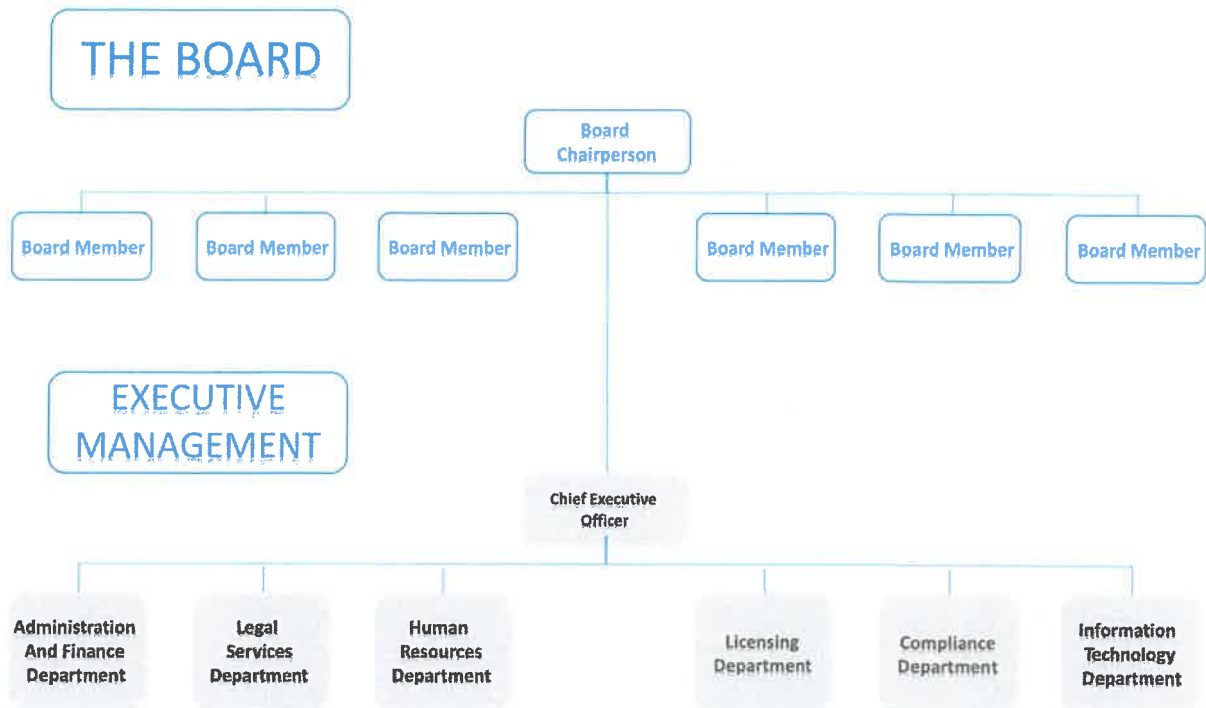 THE BOARD
Board
Chairperson
Board Member
Board Member
Board Member
Board Member
Board Member
Board Member
EXECUTIVE
MANAGEMENT
Chief Executive
Officer
Administration
And Finance
Department
Legal
Services
Department
Human
Resources
Department
Licensing
Department
Compliance
Department
Information
Technology
Department